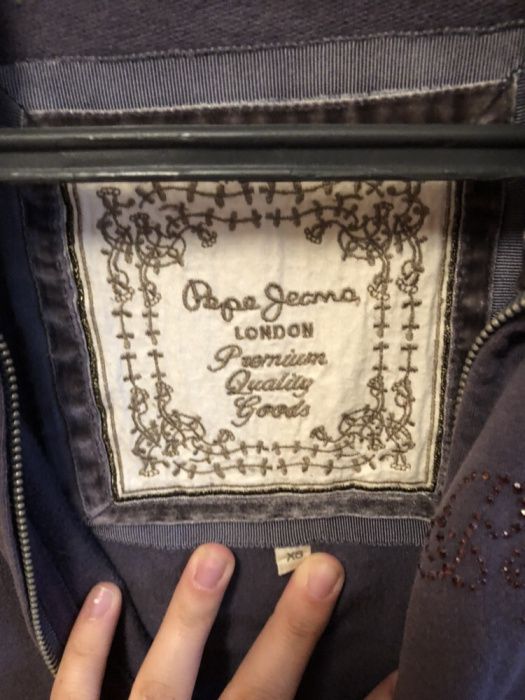 Pepe Jeans
LONDON
Premium
Quality
Goods
XS